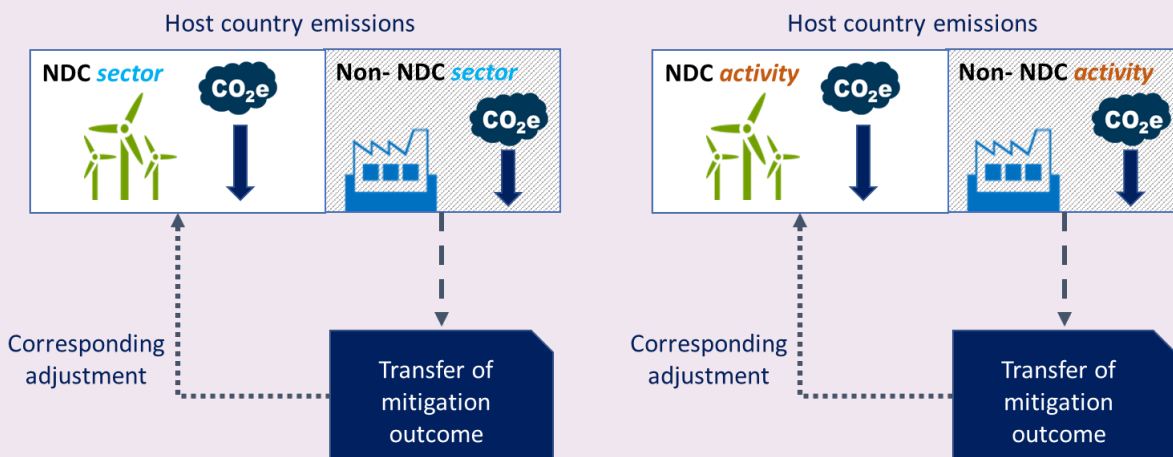 Host country emissions
NDC sector
CO₂e
Non- NDC sector
CO₂e
Corresponding
adjustment
Transfer of
mitigation
outcome
Host country emissions
NDC activity
CO₂e
Non- NDC activity
CO₂e
Corresponding
adjustment
Transfer of
mitigation
outcome